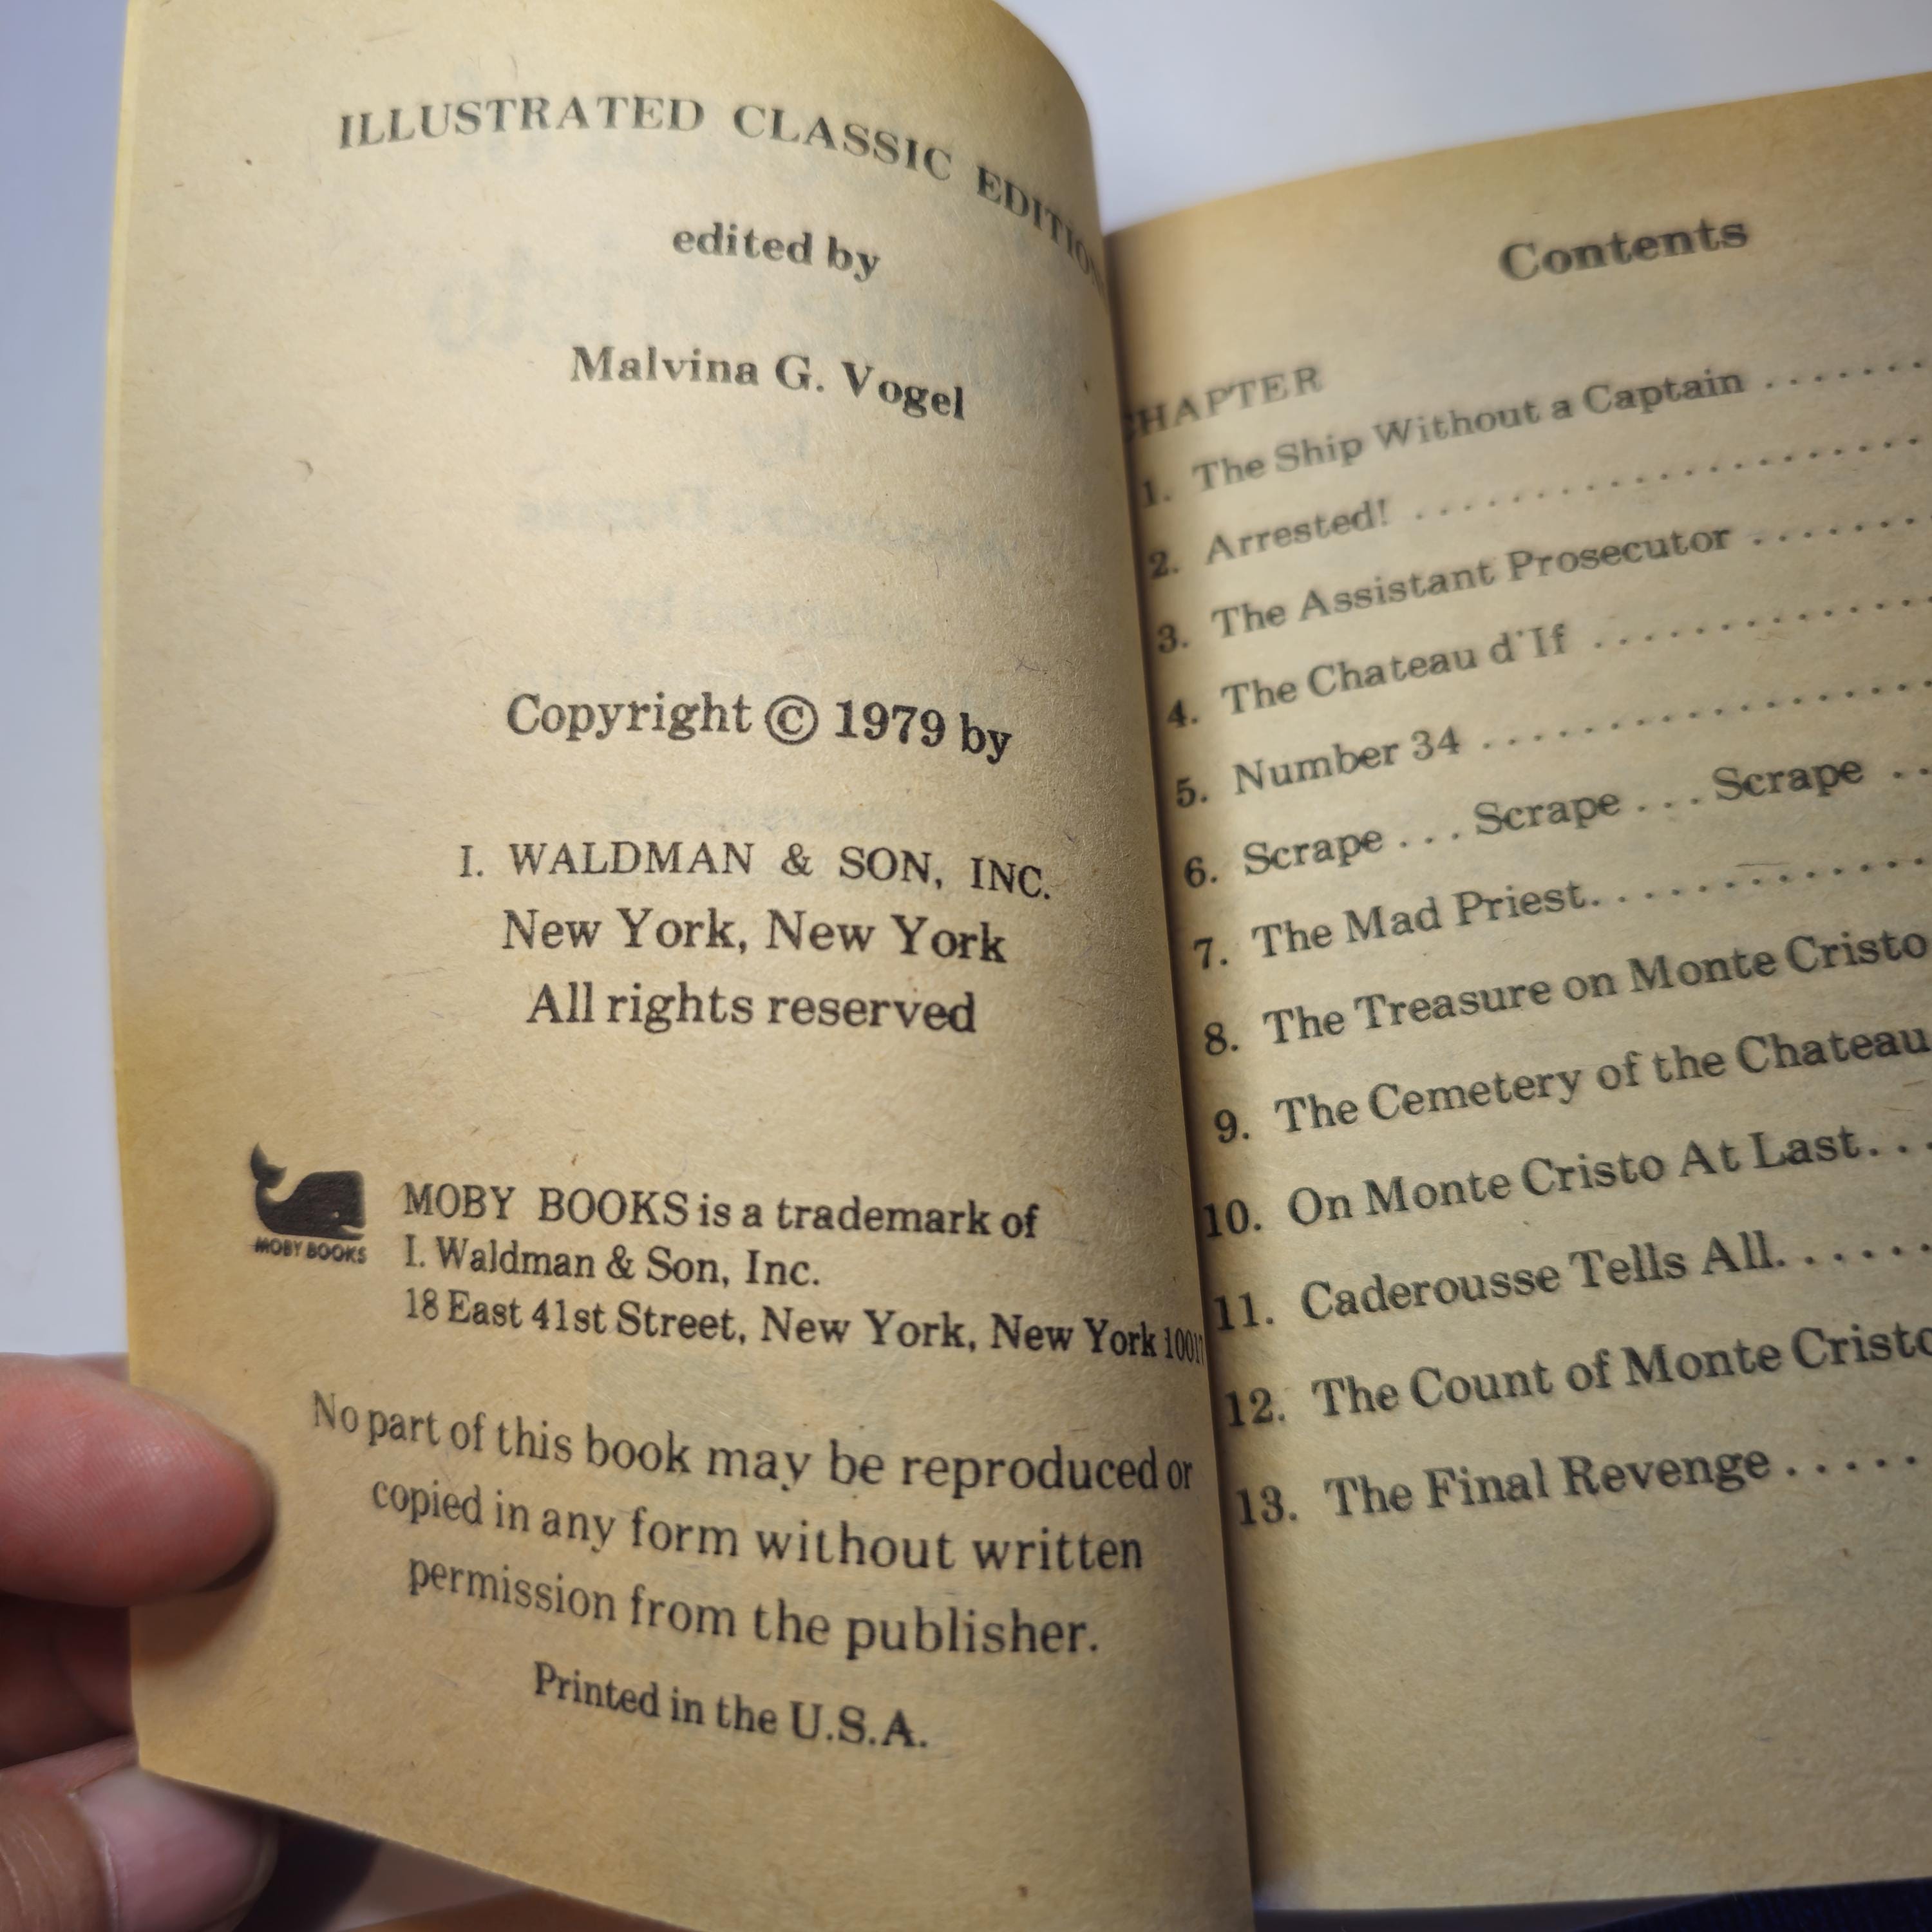 ILLUSTRATED CLASSIC EDITION
edited by
Malvina G. Vogel
Copyright © 1979 by
I. WALDMAN & SON, INC.
New York, New York
All rights reserved
MOBY BOOKS
MOBY BOOKS is a trademark of
I. Waldman & Son, Inc.
18 East 41st Street, New York, New York 10017
No part of this book may be reproduced or
copied in any form without written
permission from the publisher.
Printed in the U.S.A.
Contents
CHAPTER
1. The Ship Without a Captain .......
2. Arrested! ....................
3. The Assistant Prosecutor .......
4. The Chateau d'If .............
5. Number 34 .................
6. Scrape . . . Scrape . . . Scrape . .
7. The Mad Priest..............
8. The Treasure on Monte Cristo
9. The Cemetery of the Chateau
10. On Monte Cristo At Last. . .
11. Caderousse Tells All. . . . . .
12. The Count of Monte Cristo
13. The Final Revenge . . . . .